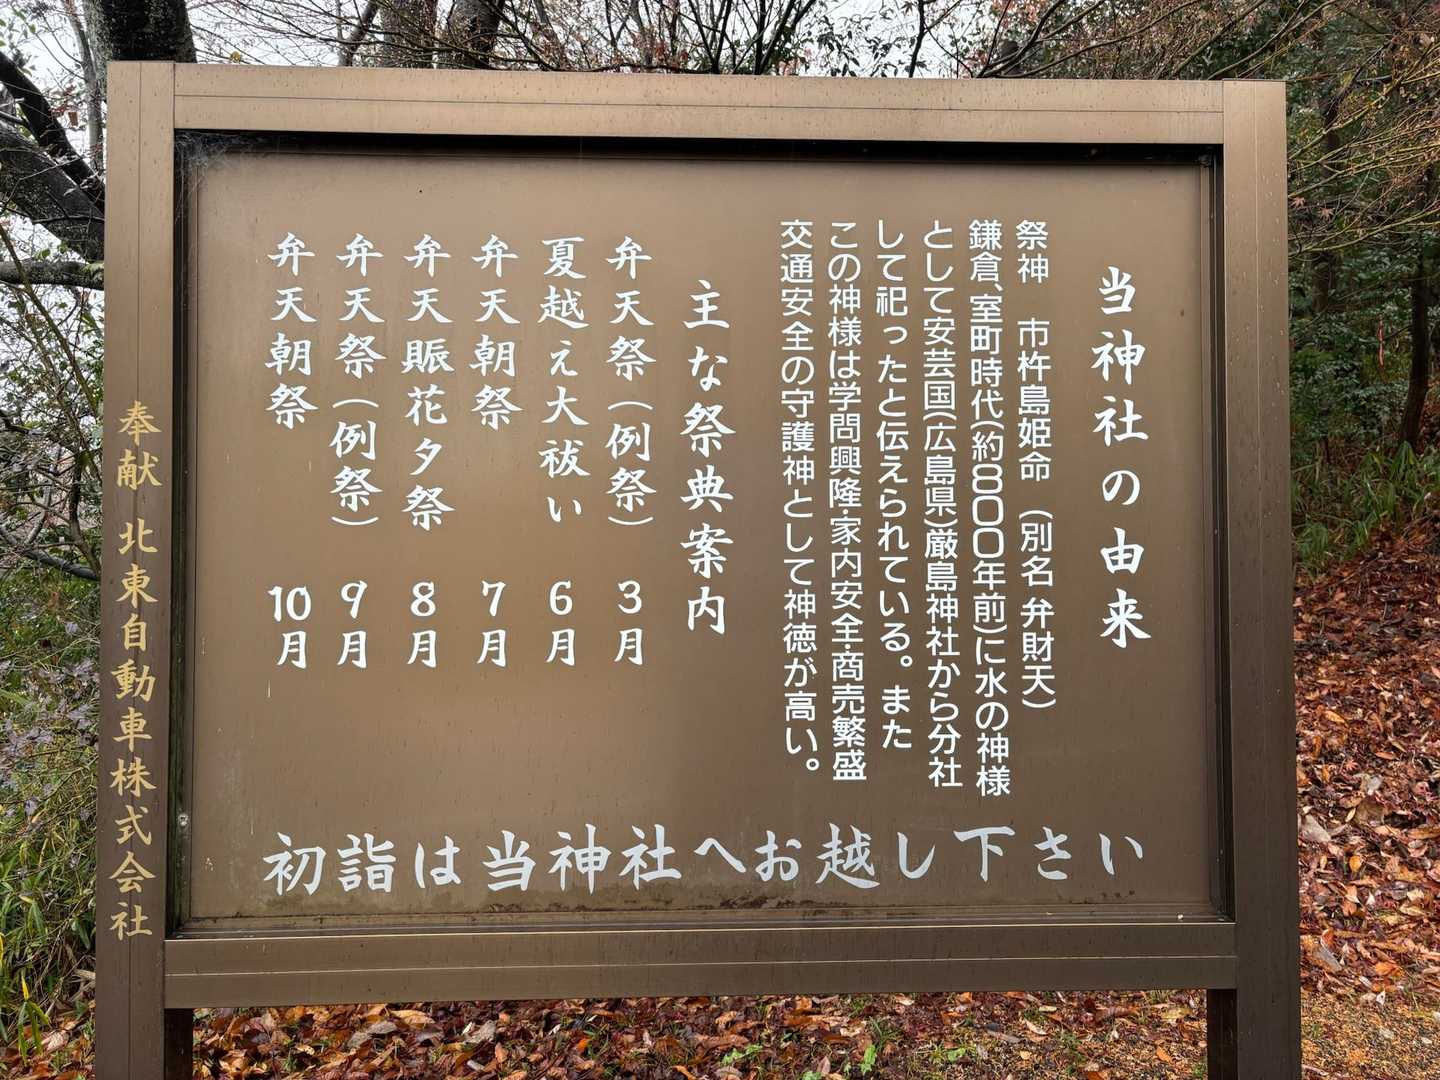 当神社の由来
祭神　市杵島姫命　（別名 弁財天）
鎌倉、室町時代（約800年前）に水の神様
として安芸国（広島県）厳島神社から分社
して祀ったと伝えられている。また
この神様は学問興隆・家内安全・商売繁盛
交通安全の守護神として神徳が高い。
主な祭典案内
弁天祭（例祭）　3月
夏越え大祓い　6月
弁天朝祭　7月
弁天賑花夕祭　8月
弁天祭（例祭）　9月
弁天朝祭　10月
初詣は当神社へお越し下さい
奉献 北東自動車株式会社